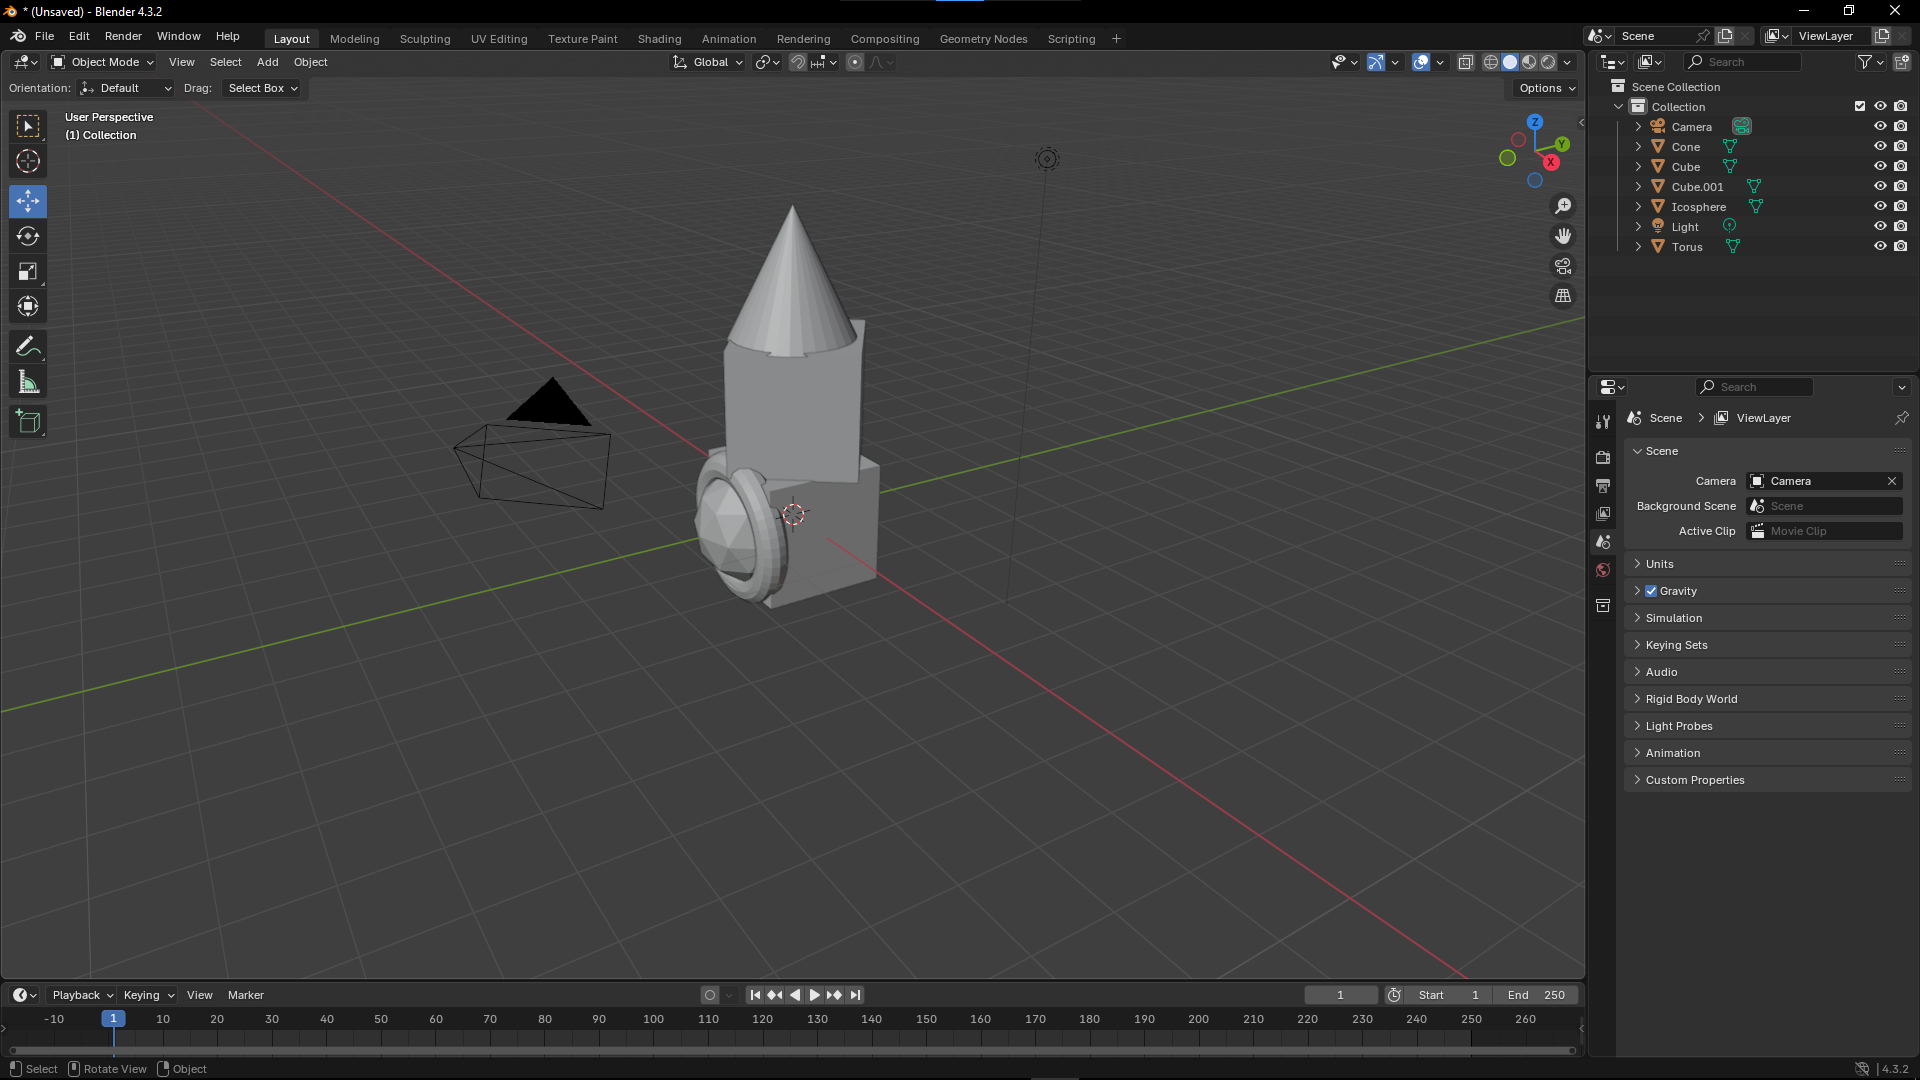 * (Unsaved) - Blender 4.3.2
File Edit Render Window Help Layout Modeling Sculpting UV Editing Texture Paint Shading Animation Rendering Compositing Geometry Nodes Scripting + Scene ViewLayer
Object Mode View Select Add Object Global Search
Orientation: Default Drag: Select Box Options
User Perspective
(1) Collection
Z
Y
X
Scene Collection
Collection
Camera
Cone
Cube
Cube.001
Icosphere
Light
Torus
Search
Scene ViewLayer
Scene
Camera Camera
Background Scene Scene
Active Clip Movie Clip
Units
Gravity
Simulation
Keying Sets
Audio
Rigid Body World
Light Probes
Animation
Custom Properties
Playback Keying View Marker 1 Start 1 End 250
-10 1 10 20 30 40 50 60 70 80 90 100 110 120 130 140 150 160 170 180 190 200 210 220 230 240 250 260
Select Rotate View Object 4.3.2